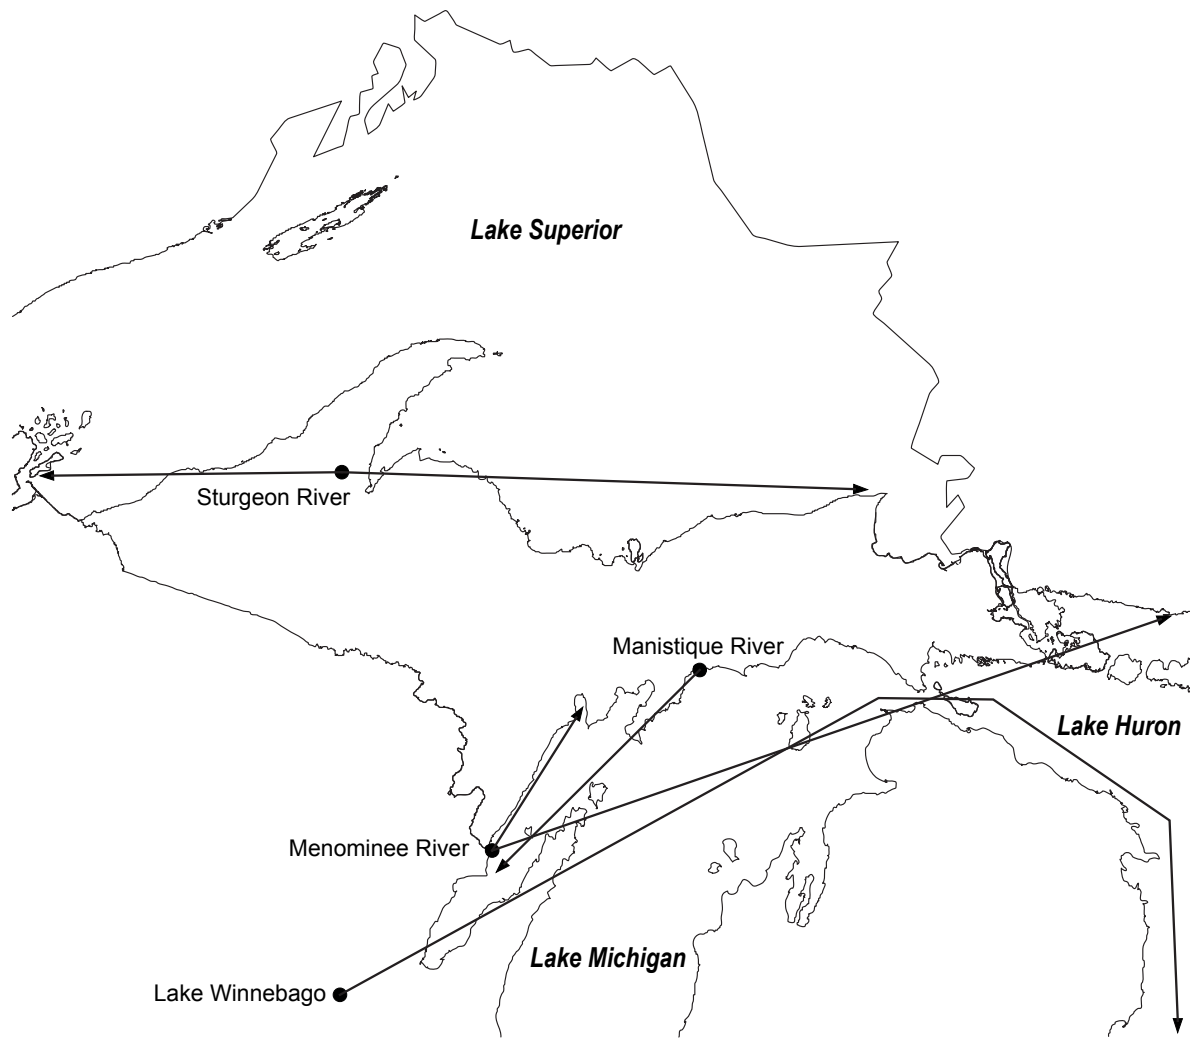 Lake Superior
Sturgeon River
Manistique River
Lake Huron
Menominee River
Lake Michigan
Lake Winnebago